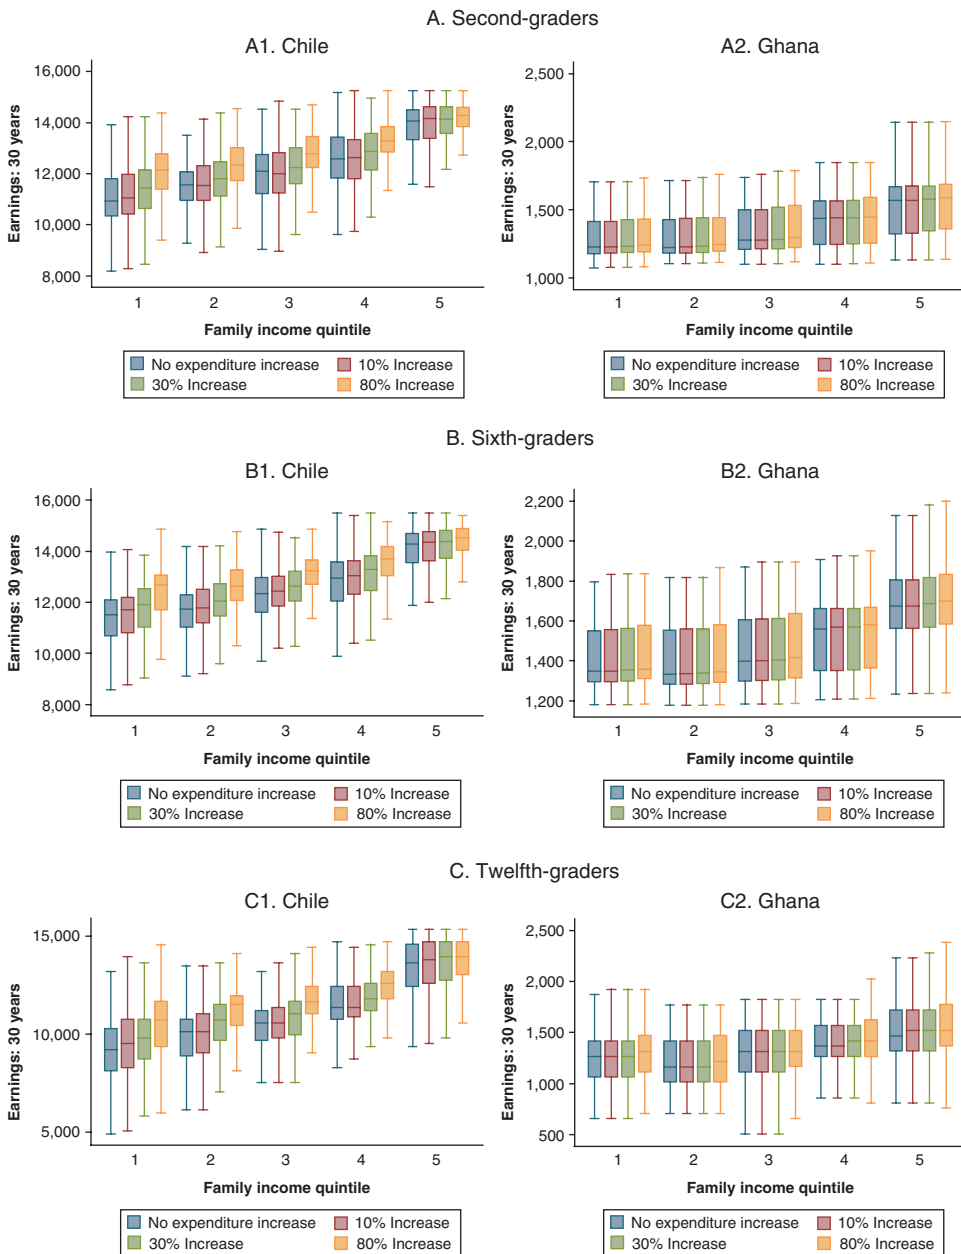 A. Second-graders
A1. Chile
Earnings: 30 years
16,000
14,000
12,000
10,000
8,000
1 2 3 4 5
Family income quintile
No expenditure increase 10% Increase
30% Increase 80% Increase
A2. Ghana
Earnings: 30 years
2,500
2,000
1,500
1,000
1 2 3 4 5
Family income quintile
No expenditure increase 10% Increase
30% Increase 80% Increase
B. Sixth-graders
B1. Chile
Earnings: 30 years
16,000
14,000
12,000
10,000
8,000
1 2 3 4 5
Family income quintile
No expenditure increase 10% Increase
30% Increase 80% Increase
B2. Ghana
Earnings: 30 years
2,200
2,000
1,800
1,600
1,400
1,200
1 2 3 4 5
Family income quintile
No expenditure increase 10% Increase
30% Increase 80% Increase
C. Twelfth-graders
C1. Chile
Earnings: 30 years
15,000
10,000
5,000
1 2 3 4 5
Family income quintile
No expenditure increase 10% Increase
30% Increase 80% Increase
C2. Ghana
Earnings: 30 years
2,500
2,000
1,500
1,000
500
1 2 3 4 5
Family income quintile
No expenditure increase 10% Increase
30% Increase 80% Increase